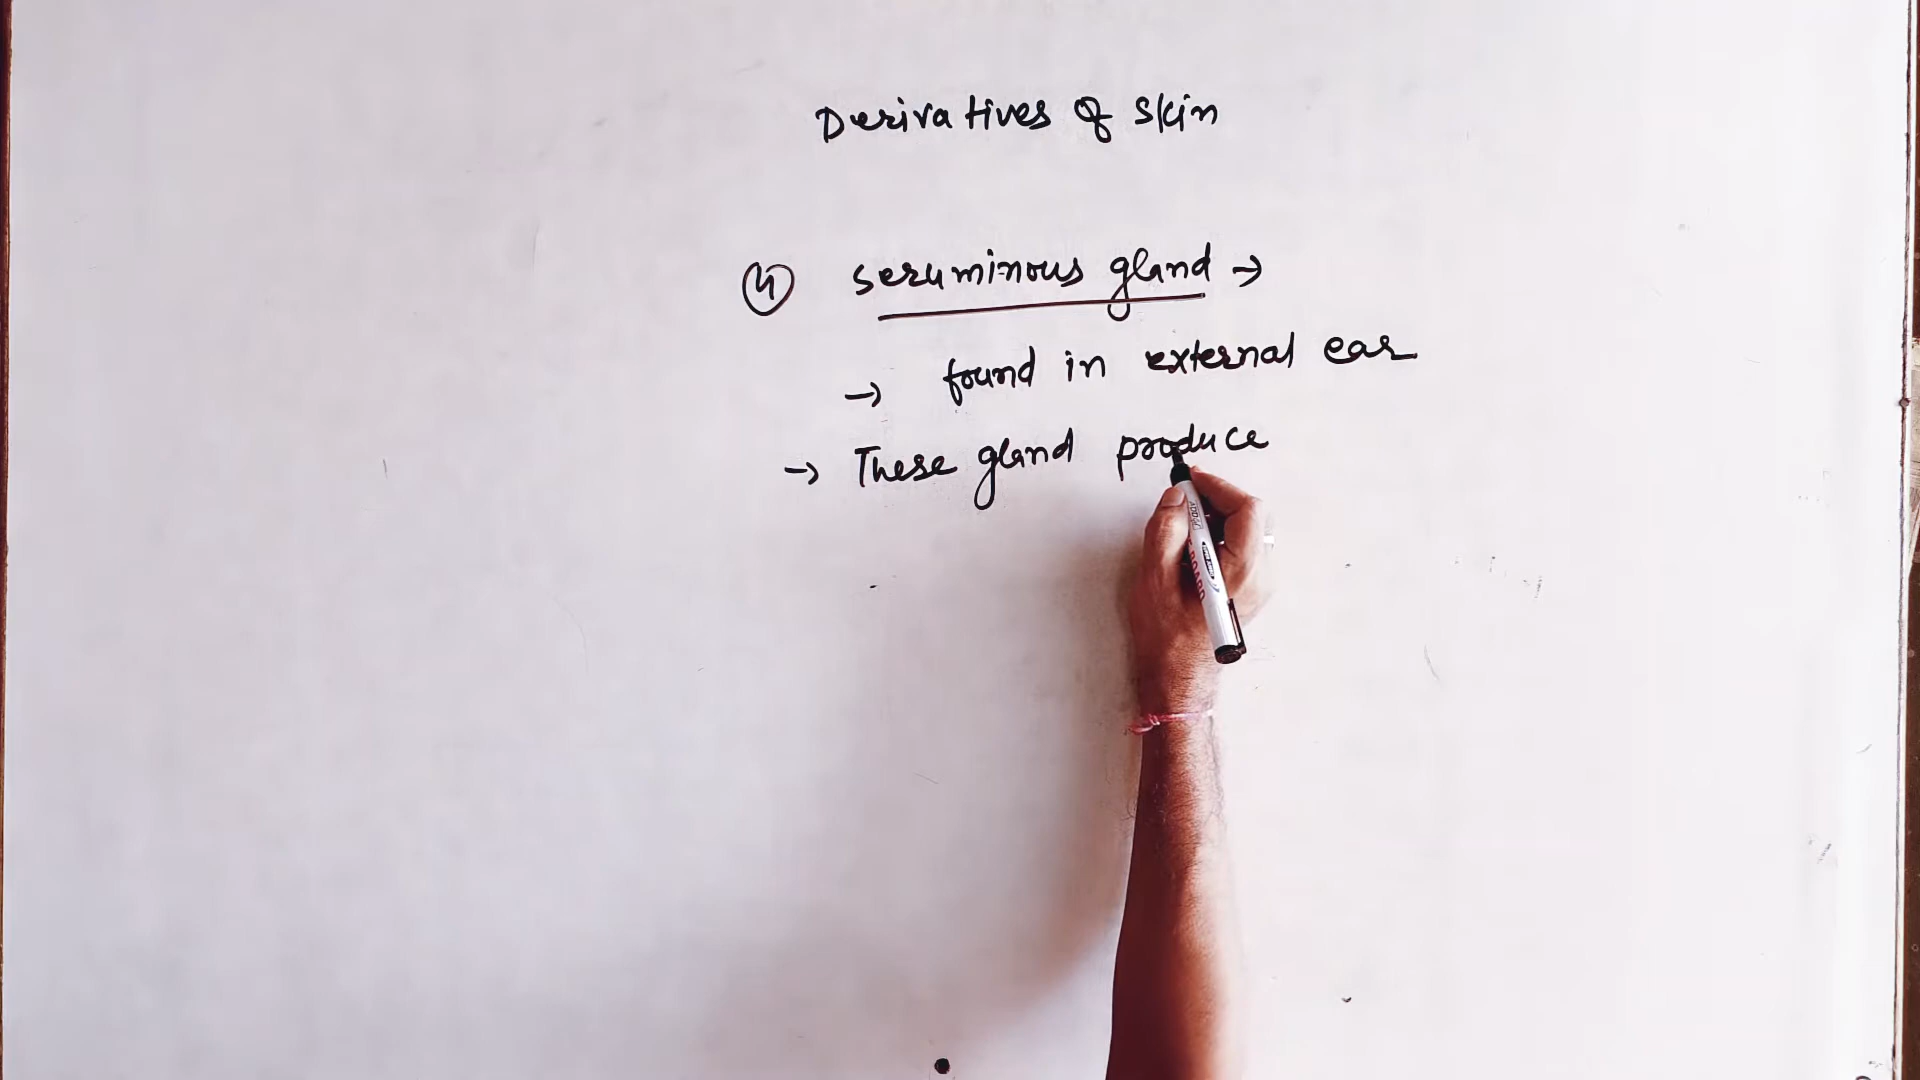 Derivatives of skin
④ seruminous gland →
→ found in external ear
→ These gland produce